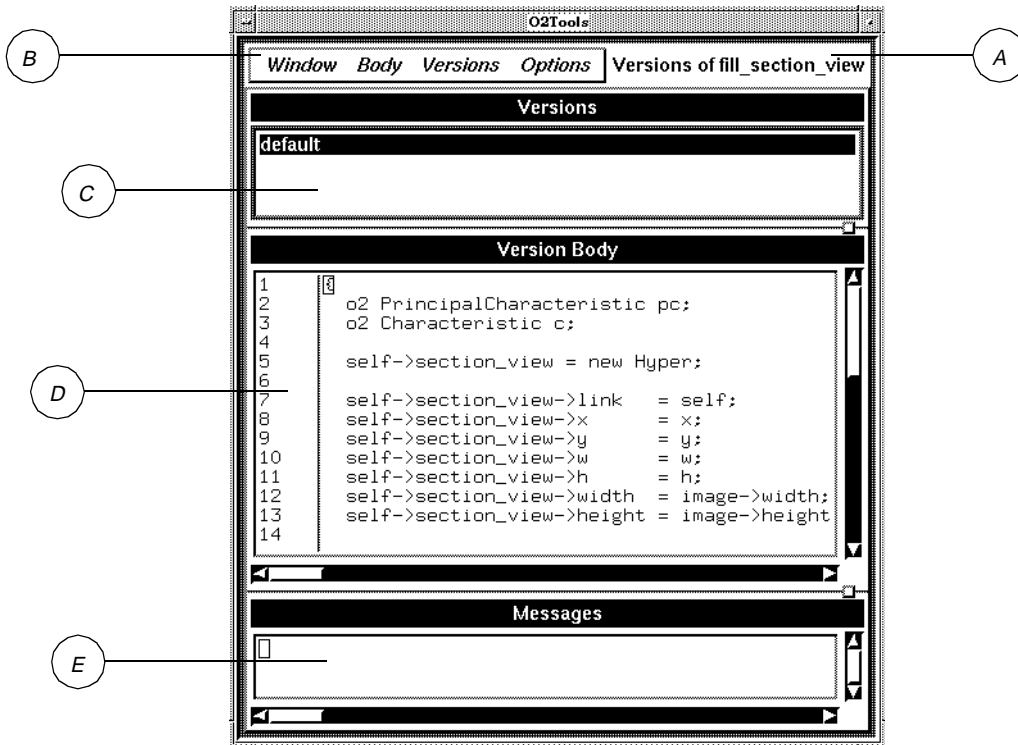 O2Tools
B
Window Body Versions Options Versions of fill_section_view
A
Versions
default
C
Version Body
1 {
2 o2 PrincipalCharacteristic pc;
3 o2 Characteristic c;
4
5 self->section_view = new Hyper;
6
7 self->section_view->link = self;
8 self->section_view->x = x;
9 self->section_view->y = y;
10 self->section_view->w = w;
11 self->section_view->h = h;
12 self->section_view->width = image->width;
13 self->section_view->height = image->height
14
D
Messages
E